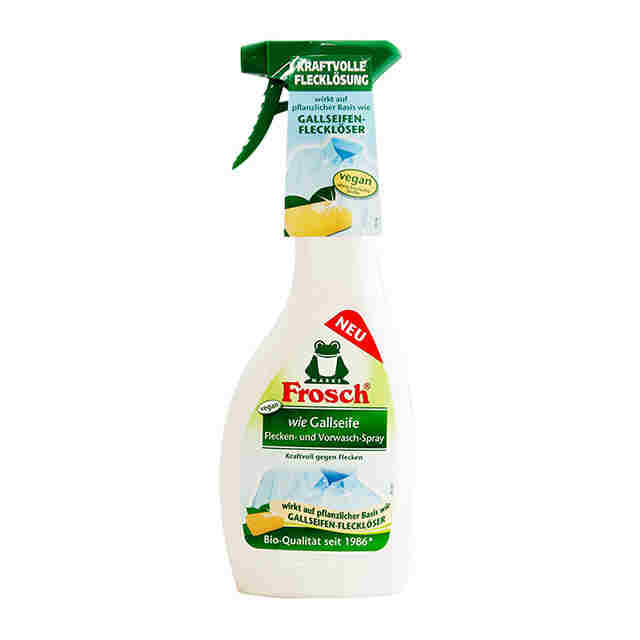 KRAFTVOLLE
FLECKLÖSUNG
wirkt auf
pflanzlicher Basis wie
GALLSEIFEN-
FLECKLÖSER
vegan
NEU
MARKE
Frosch®
vegan
wie Gallseife
Flecken- und Vorwasch-Spray
Kraftvoll gegen Flecken
wirkt auf pflanzlicher Basis wie
GALLSEIFEN-FLECKLÖSER
Bio-Qualität seit 1986*